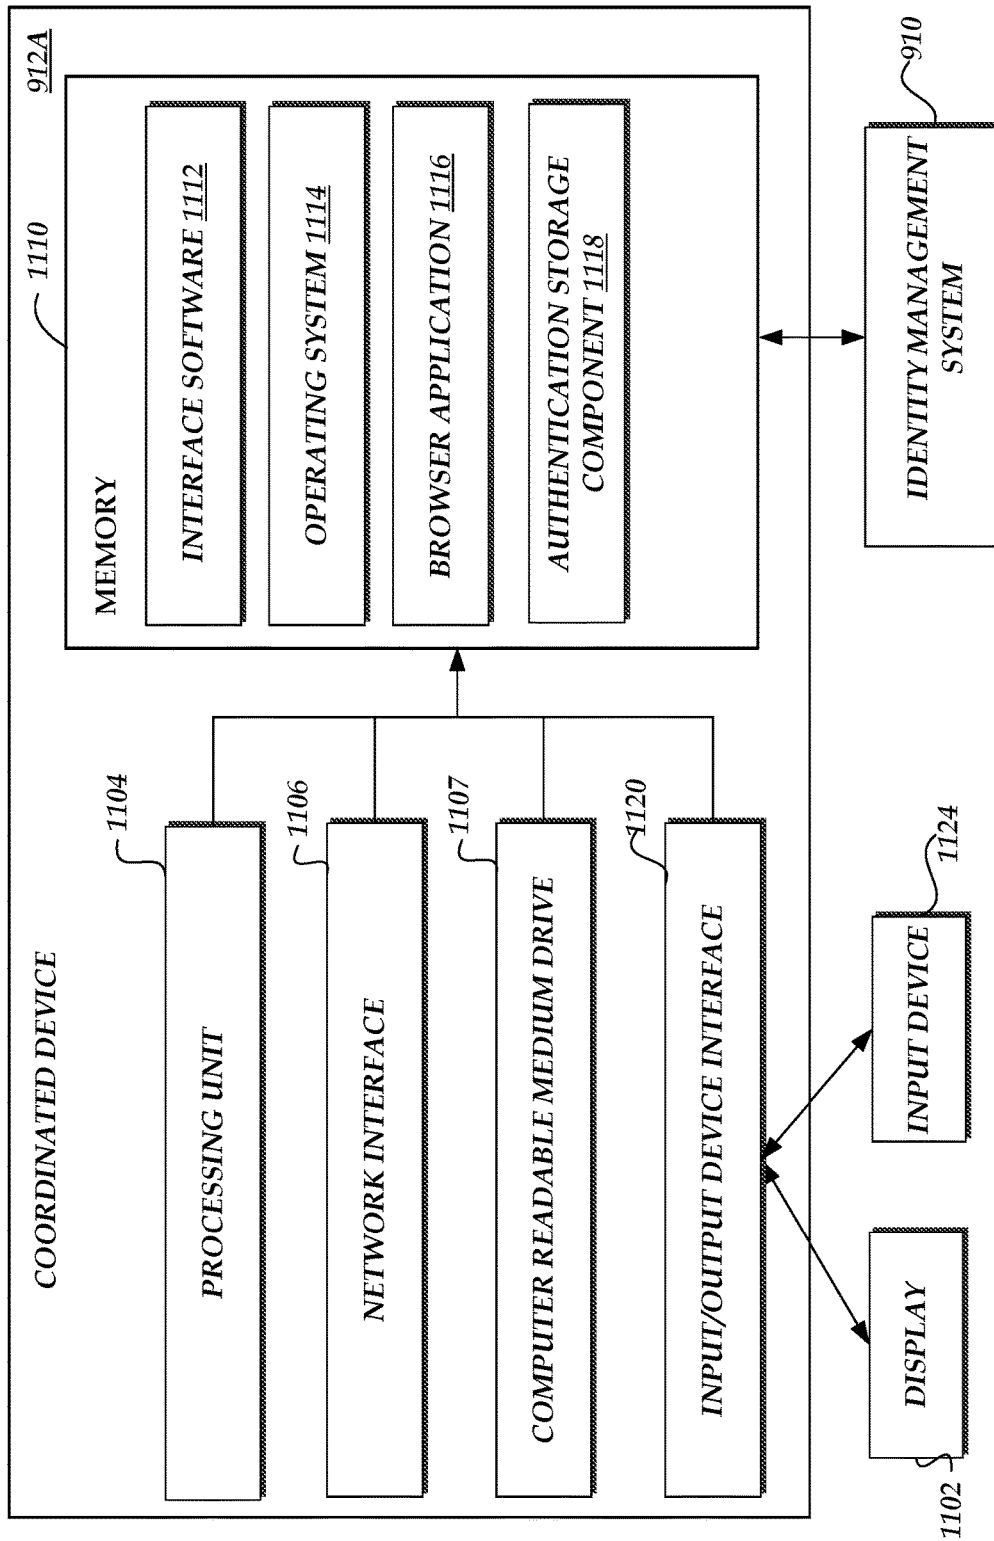 COORDINATED DEVICE
912A
1104
PROCESSING UNIT
1106
NETWORK INTERFACE
1107
COMPUTER READABLE MEDIUM DRIVE
1120
INPUT/OUTPUT DEVICE INTERFACE
1110
MEMORY
INTERFACE SOFTWARE 1112
OPERATING SYSTEM 1114
BROWSER APPLICATION 1116
AUTHENTICATION STORAGE
COMPONENT 1118
1102
DISPLAY
INPUT DEVICE
1124
IDENTITY MANAGEMENT
SYSTEM
910